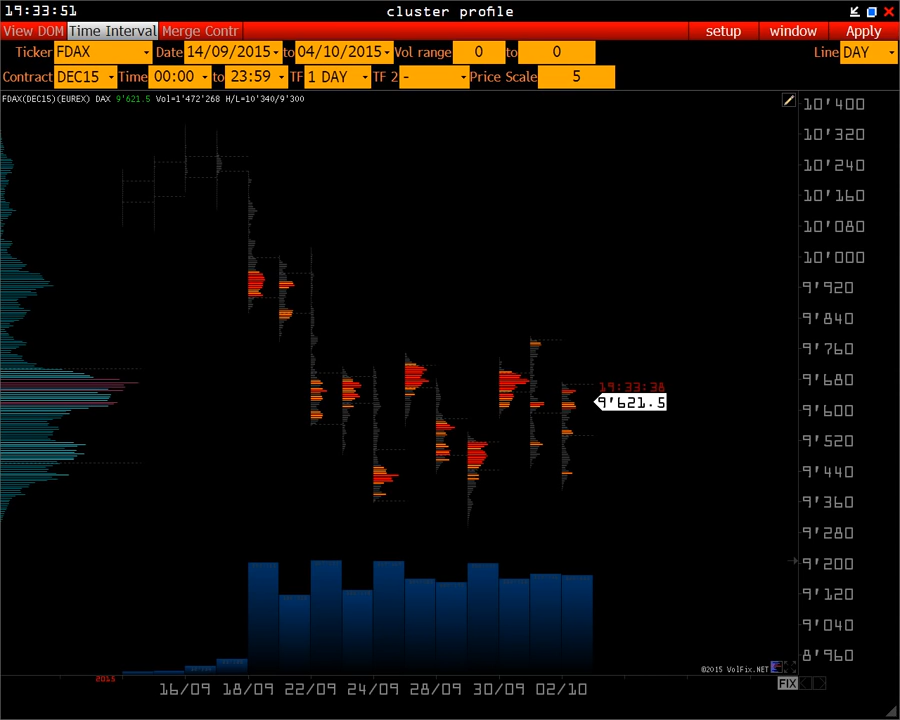 19:33:51 cluster profile
View DOM Time Interval Merge Contr setup window Apply
Ticker FDAX Date 14/09/2015 to 04/10/2015 Vol range 0 to 0 Line DAY
Contract DEC15 Time 00:00 to 23:59 TF 1 DAY TF 2 - Price Scale 5
FDAX(DEC15)(EUREX) DAX 9'621.5 Vol=1'472'268 H/L=10'340/9'300
10'400
10'320
10'240
10'160
10'080
10'000
9'920
9'840
9'760
9'680
19:33:38
9'621.5
9'600
9'520
9'440
9'360
9'280
9'200
9'120
9'040
8'960
©2015 VolFix.NET
2015
16/09 18/09 22/09 24/09 28/09 30/09 02/10
FIX